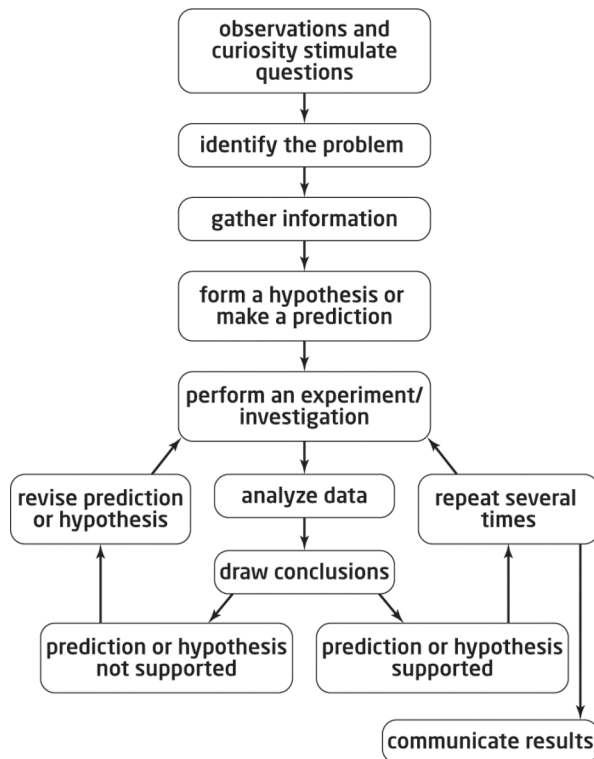 observations and
curiosity stimulate
questions
identify the problem
gather information
form a hypothesis or
make a prediction
perform an experiment/
investigation
revise prediction
or hypothesis
analyze data
repeat several
times
draw conclusions
prediction or hypothesis
not supported
prediction or hypothesis
supported
communicate results